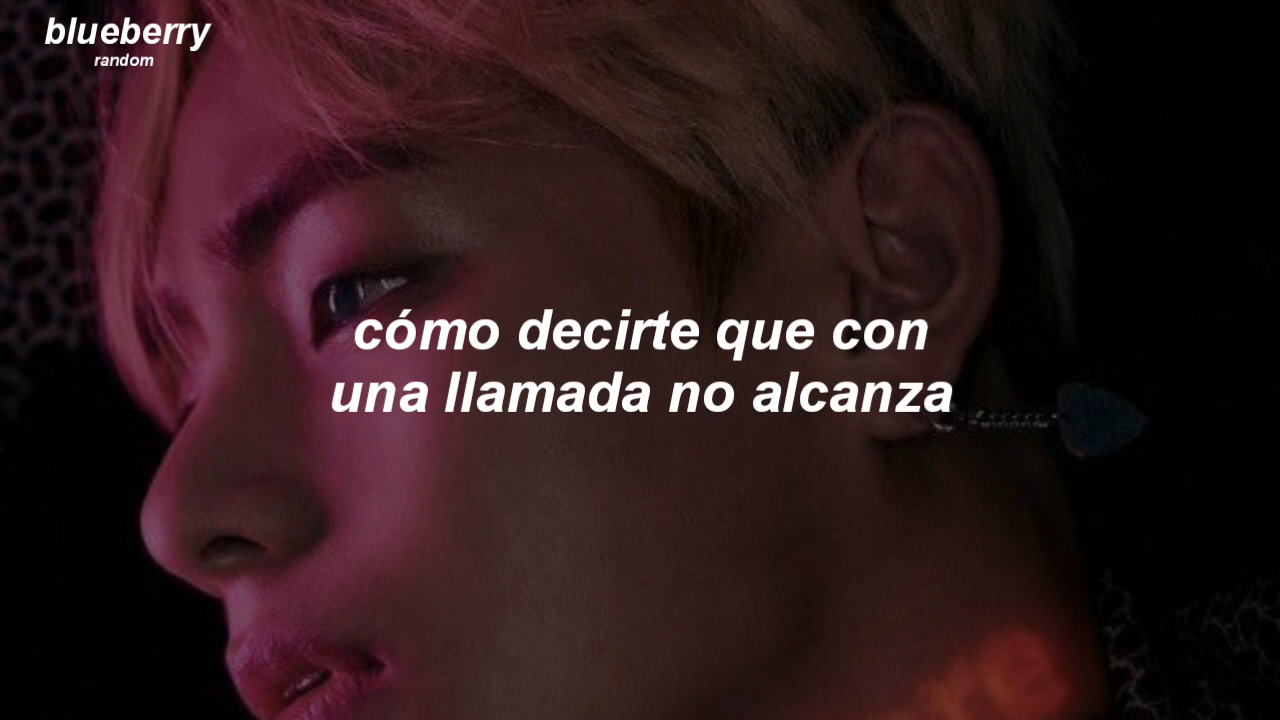 blueberry
random
cómo decirte que con
una llamada no alcanza